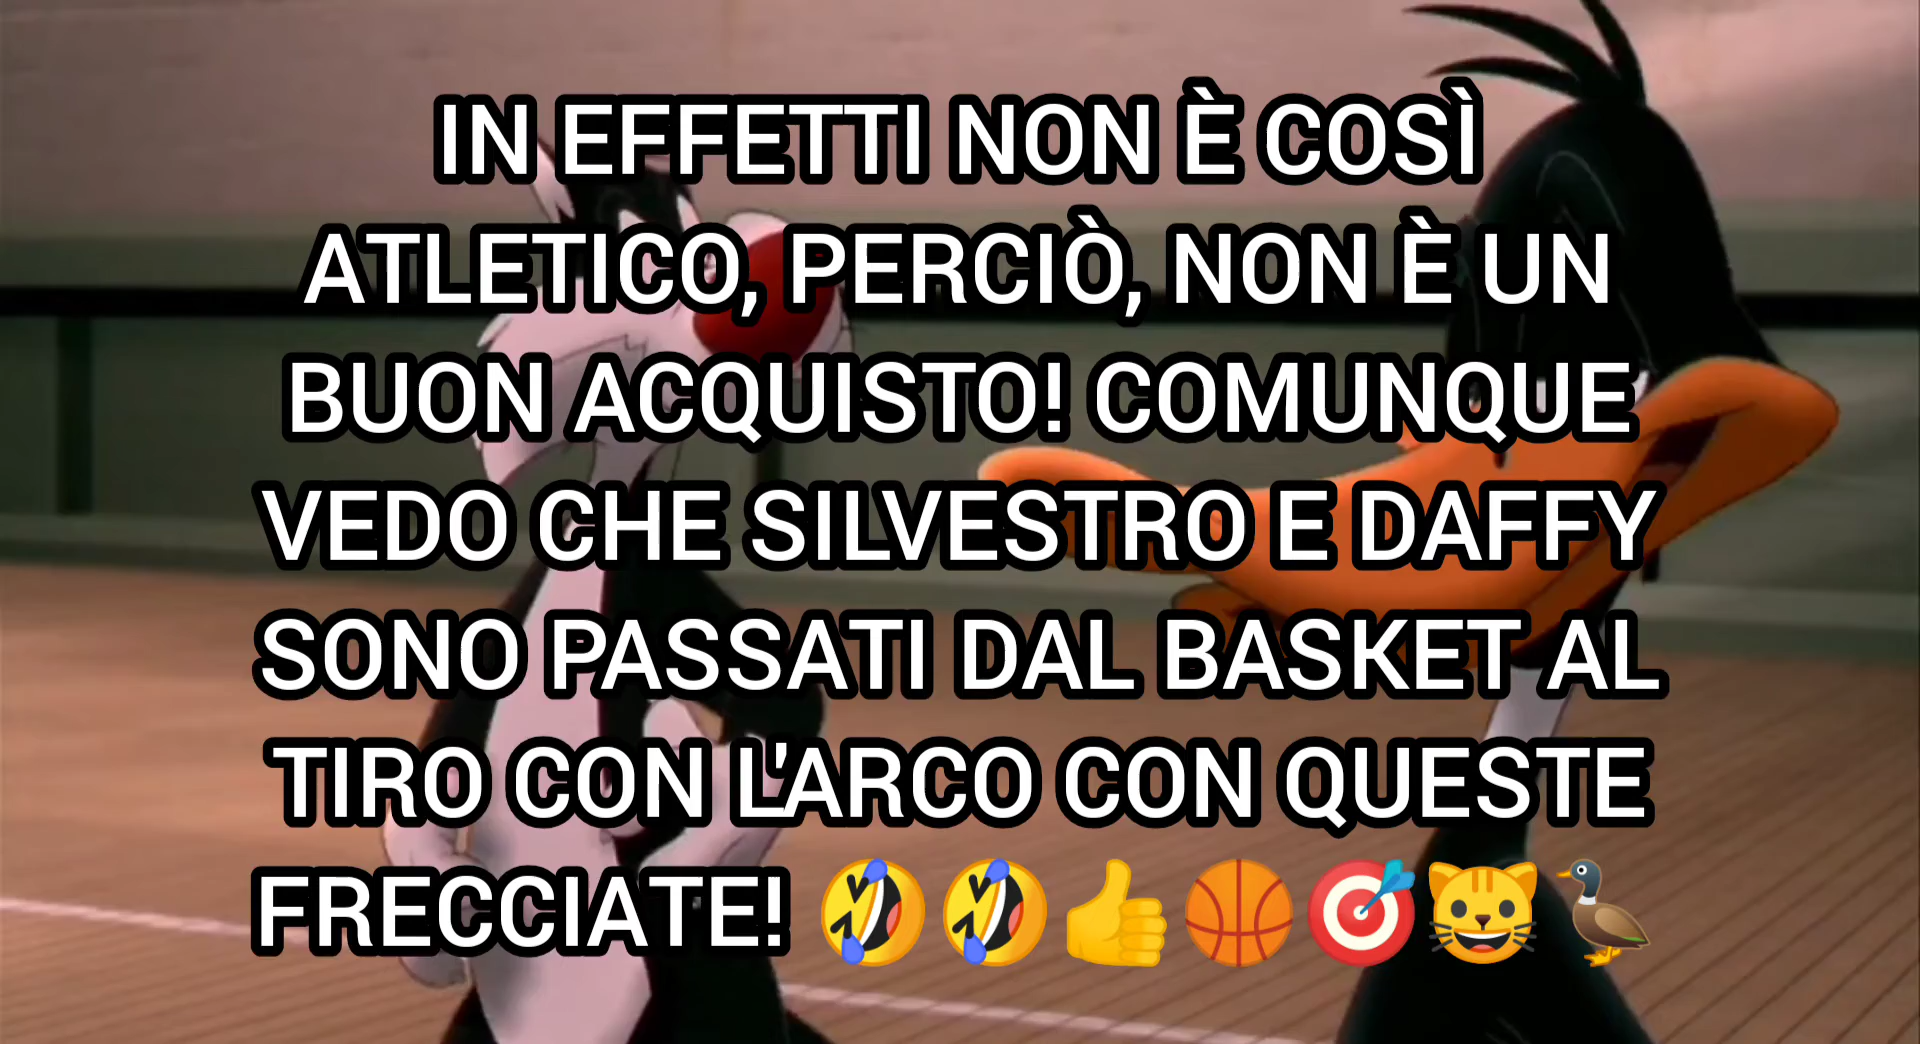 IN EFFETTI NON È COSÌ
ATLETICO, PERCIÒ, NON È UN
BUON ACQUISTO! COMUNQUE
VEDO CHE SILVESTRO E DAFFY
SONO PASSATI DAL BASKET AL
TIRO CON L'ARCO CON QUESTE
FRECCIATE! 🤣🤣👍🏀🎯😺🦆